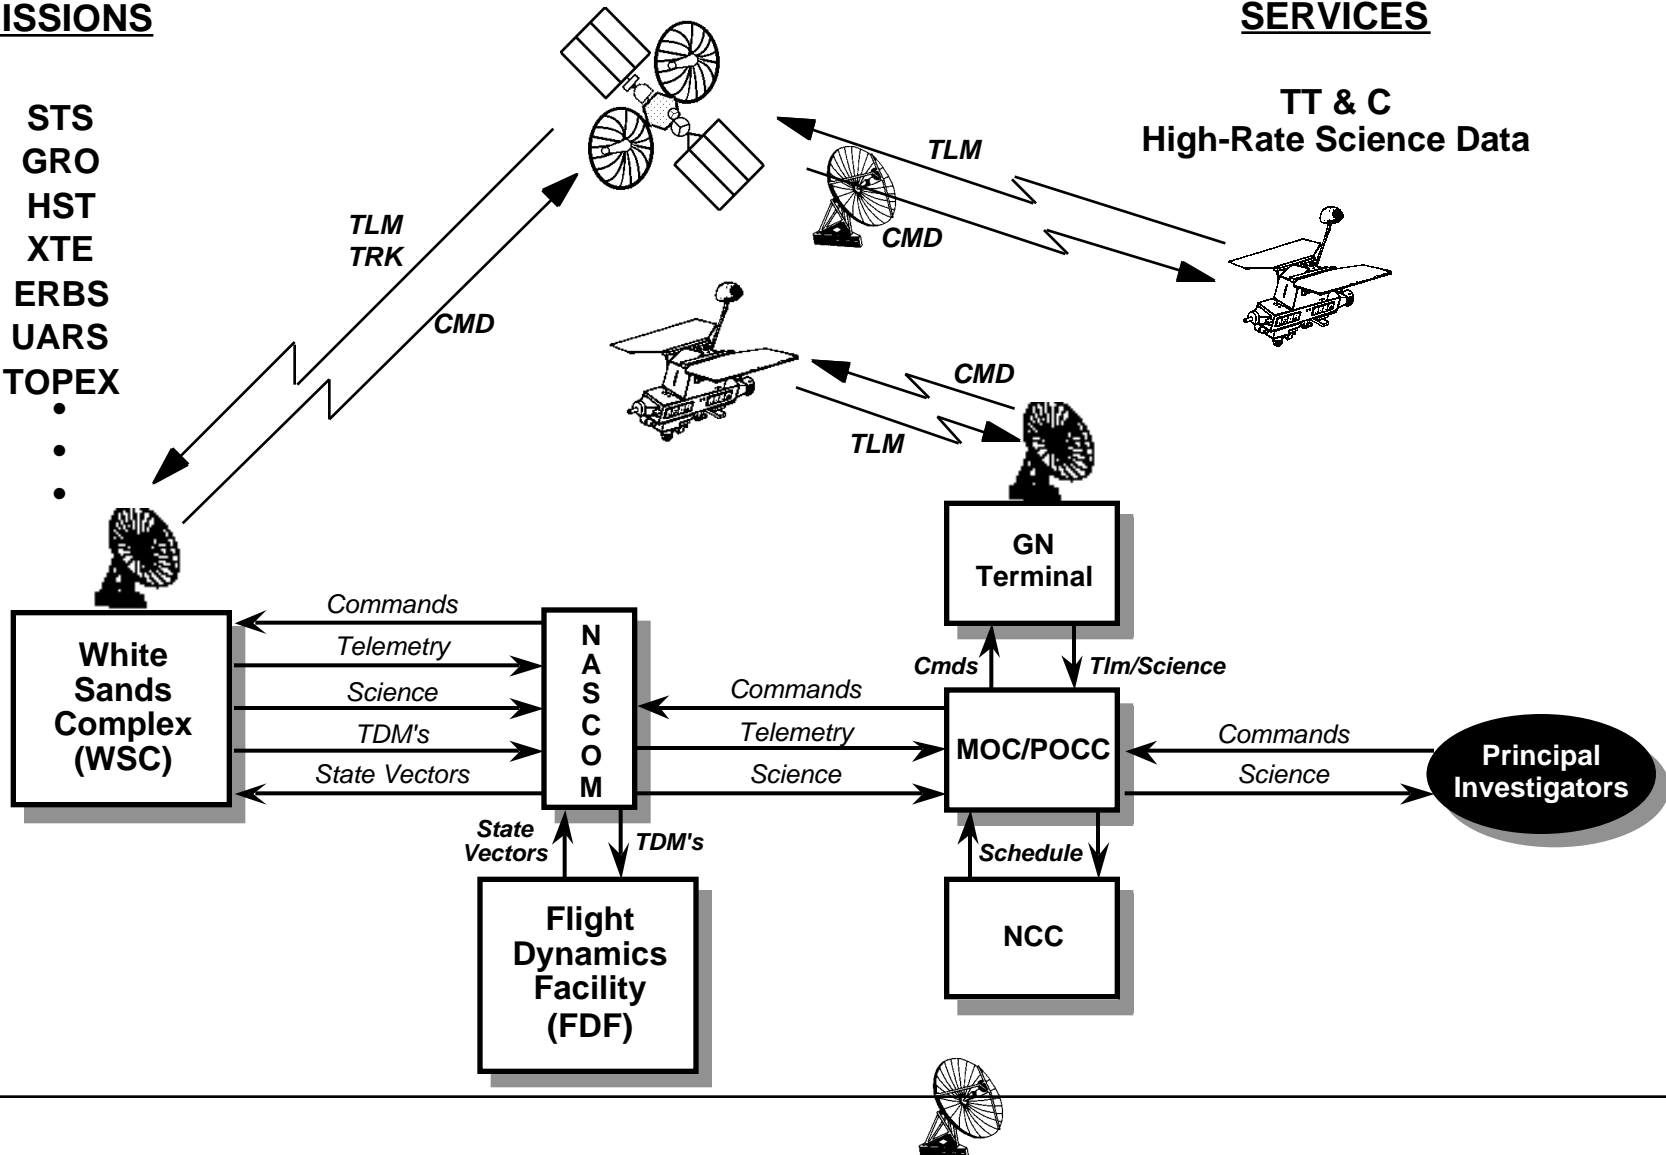 ISSIONS
SERVICES
STS
GRO
HST
XTE
ERBS
UARS
TOPEX
•
•
•
TT & C
High-Rate Science Data
TLM
CMD
TLM
TRK
CMD
CMD
TLM
GN
Terminal
Cmds
Tlm/Science
White
Sands
Complex
(WSC)
Commands
Telemetry
Science
TDM's
State Vectors
N
A
S
C
O
M
Commands
Telemetry
Science
MOC/POCC
Commands
Science
Principal
Investigators
State
Vectors
TDM's
Schedule
Flight
Dynamics
Facility
(FDF)
NCC